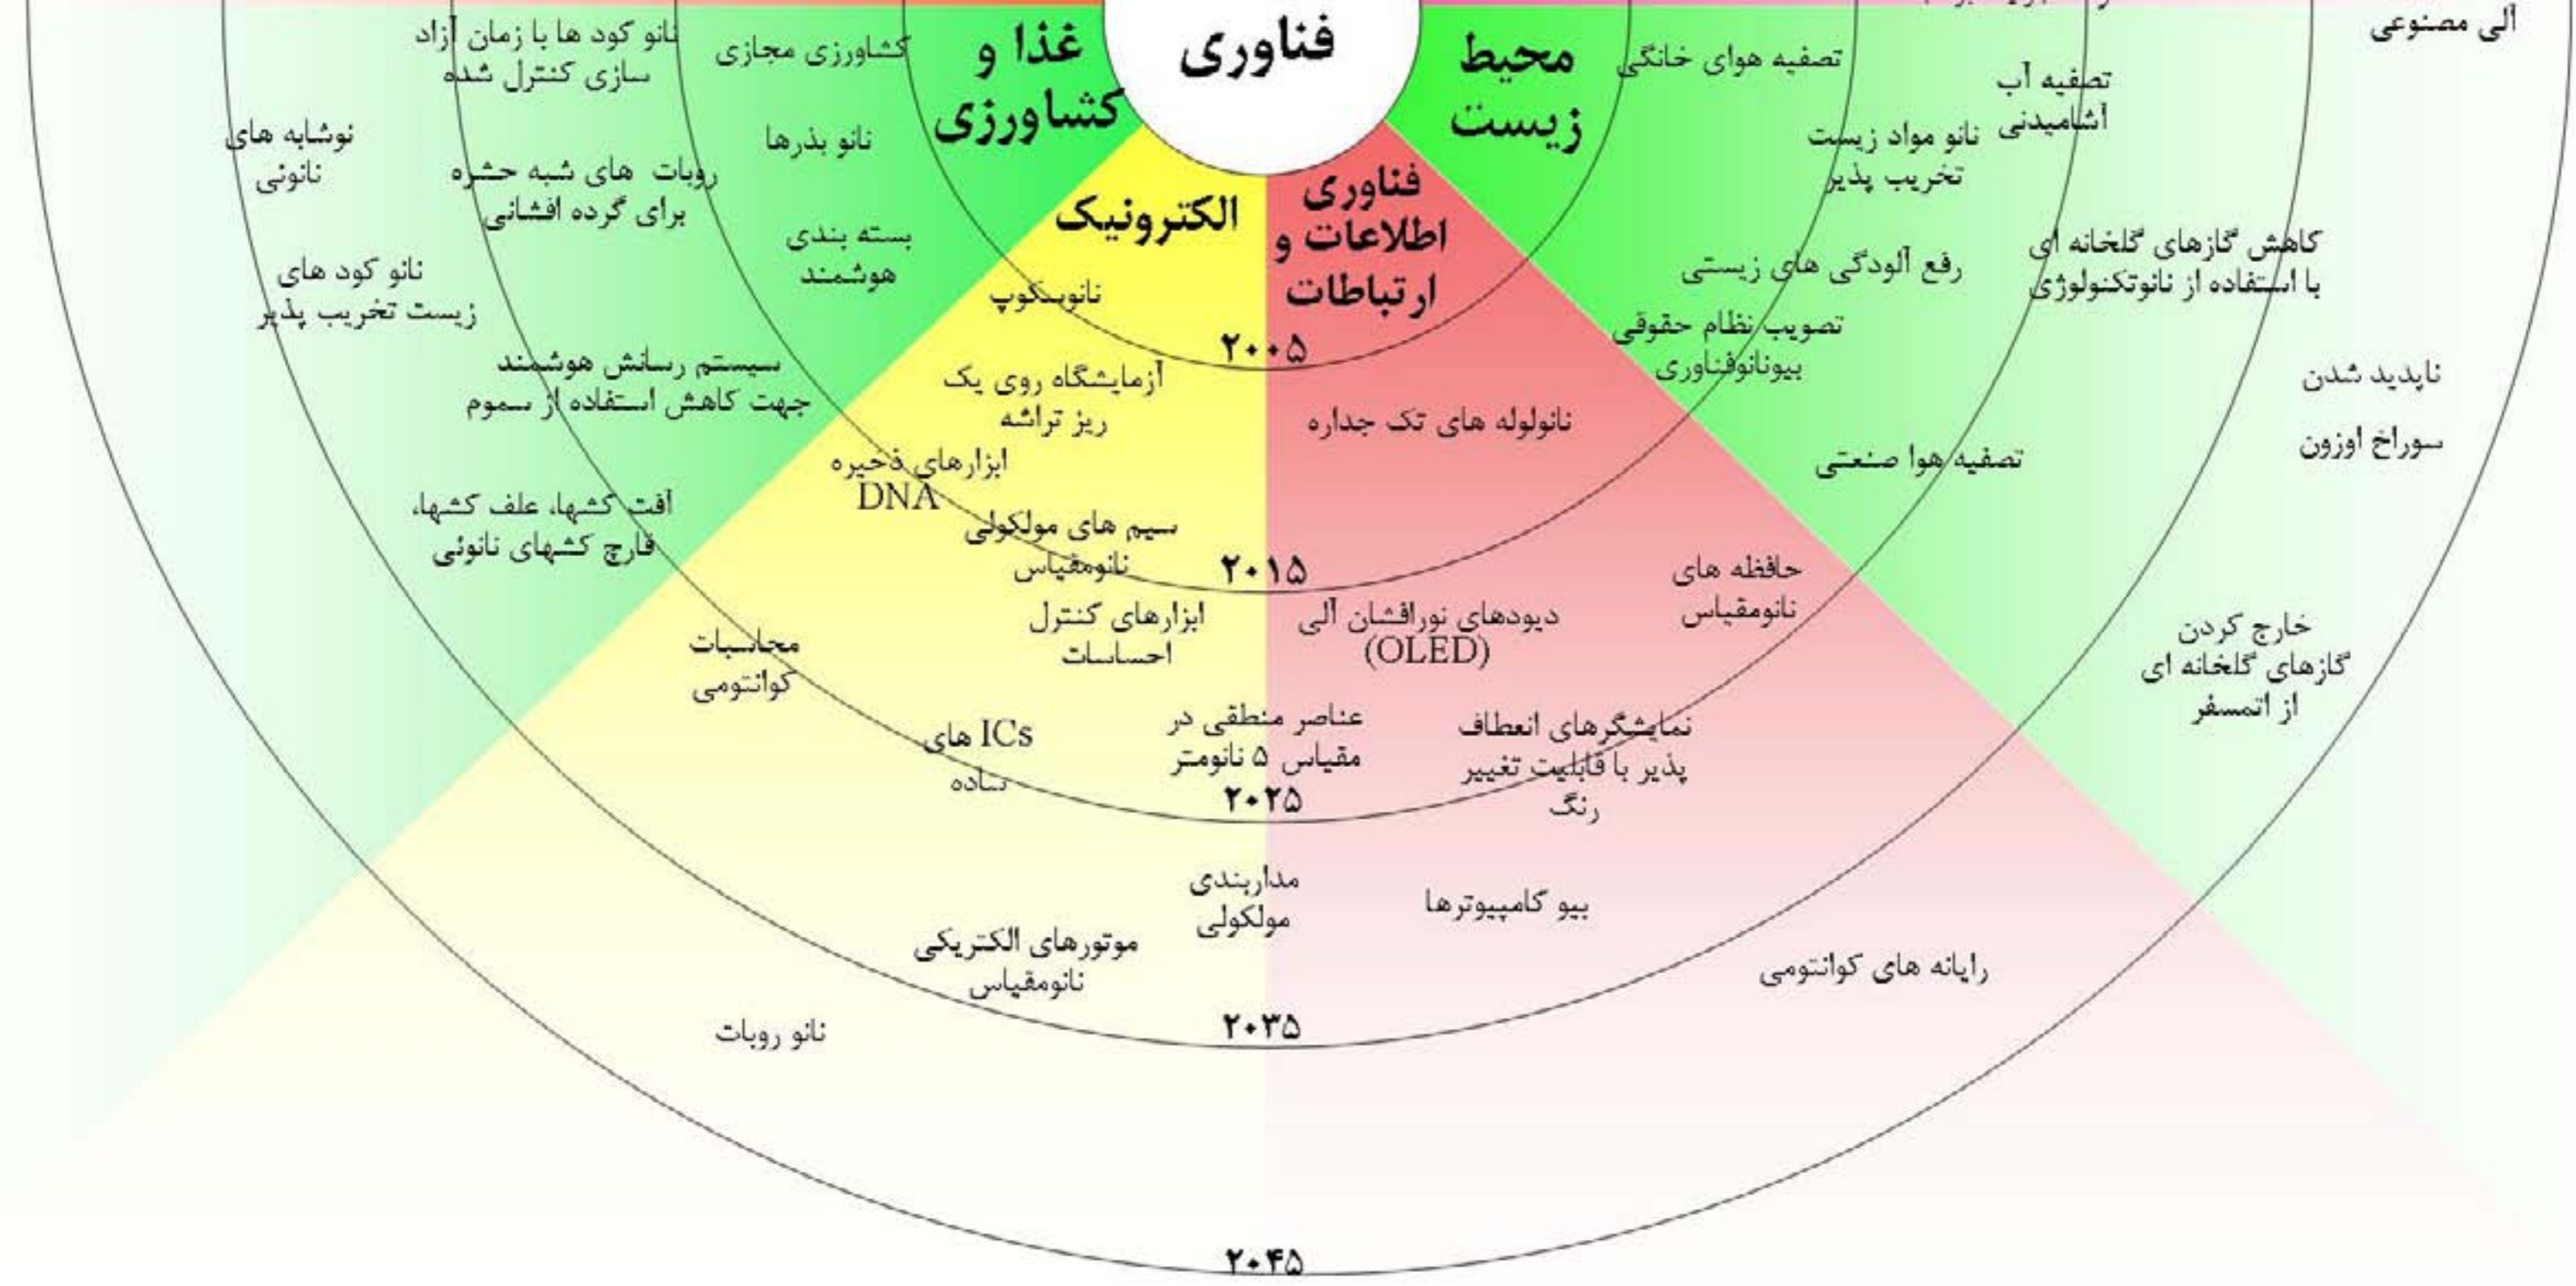 فناوری
غذا و
کشاورزی
کشاورزی مجازی
نانو بذرها
بسته بندی
هوشمند
نانو کود ها با زمان آزاد
سازی کنترل شده
روبات های شبه حشره
برای گرده افشانی
سیستم رسانش هوشمند
جهت کاهش استفاده از سموم
آفت کشها، علف کشها،
قارچ کشهای نانوئی
نوشابه های
نانوئی
نانو کود های
زیست تخریب پذیر
الکترونیک
نانوسکوپ
آزمایشگاه روی یک
ریز تراشه
ابزارهای ذخیره
DNA
سیم های مولکولی
نانومقیاس
ابزارهای کنترل
احساسات
محاسبات
کوانتومی
ICs های
ساده
عناصر منطقی در
مقیاس ۵ نانومتر
مداربندی
مولکولی
موتورهای الکتریکی
نانومقیاس
نانو روبات
فناوری
اطلاعات و
ارتباطات
نانولوله های تک جداره
دیودهای نورافشان آلی
(OLED)
حافظه های
نانومقیاس
نمایشگرهای انعطاف
پذیر با قابلیت تغییر
رنگ
بیو کامپیوترها
رایانه های کوانتومی
محیط
زیست
تصفیه هوای خانگی
نانو مواد زیست
تخریب پذیر
رفع آلودگی های زیستی
تصویب نظام حقوقی
بیونانوفناوری
تصفیه آب
آشامیدنی
کاهش گازهای گلخانه ای
با استفاده از نانوتکنولوژی
تصفیه هوا صنعتی
ناپدید شدن
سوراخ اوزون
خارج کردن
گازهای گلخانه ای
از اتمسفر
آلی مصنوعی
۲۰۰۵
۲۰۱۵
۲۰۲۵
۲۰۳۵
۲۰۴۵